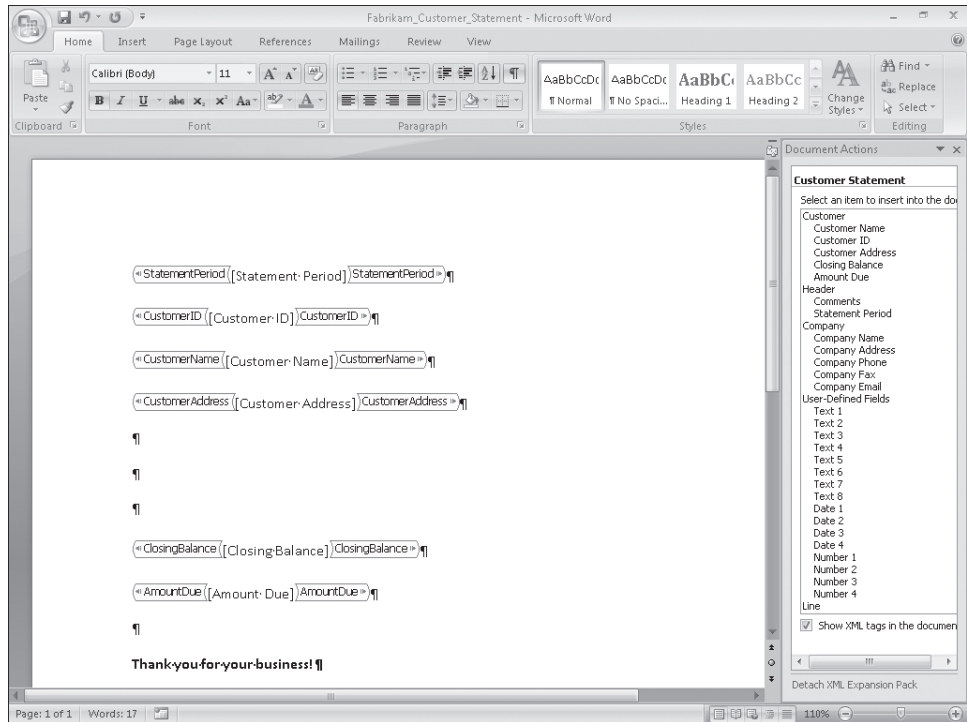 Fabrikam_Customer_Statement - Microsoft Word
Home Insert Page Layout References Mailings Review View
Paste
Calibri (Body) 11
B I U abc x, x² Aa A
AaBbCcDc AaBbCcDc AaBbC AaBbCc
¶ Normal ¶ No Spaci... Heading 1 Heading 2
Change Styles
Find
Replace
Select
Clipboard Font Paragraph Styles Editing
StatementPeriod [Statement·Period] StatementPeriod ¶
CustomerID [Customer·ID] CustomerID ¶
CustomerName [Customer·Name] CustomerName ¶
CustomerAddress [Customer·Address] CustomerAddress ¶
¶
¶
¶
ClosingBalance [Closing·Balance] ClosingBalance ¶
AmountDue [Amount·Due] AmountDue ¶
¶
Thank·you·for·your·business!¶
Document Actions
Customer Statement
Select an item to insert into the do
Customer
Customer Name
Customer ID
Customer Address
Closing Balance
Amount Due
Header
Comments
Statement Period
Company
Company Name
Company Address
Company Phone
Company Fax
Company Email
User-Defined Fields
Text 1
Text 2
Text 3
Text 4
Text 5
Text 6
Text 7
Text 8
Date 1
Date 2
Date 3
Date 4
Number 1
Number 2
Number 3
Number 4
Line
Show XML tags in the documen
Detach XML Expansion Pack
Page: 1 of 1 Words: 17 110%